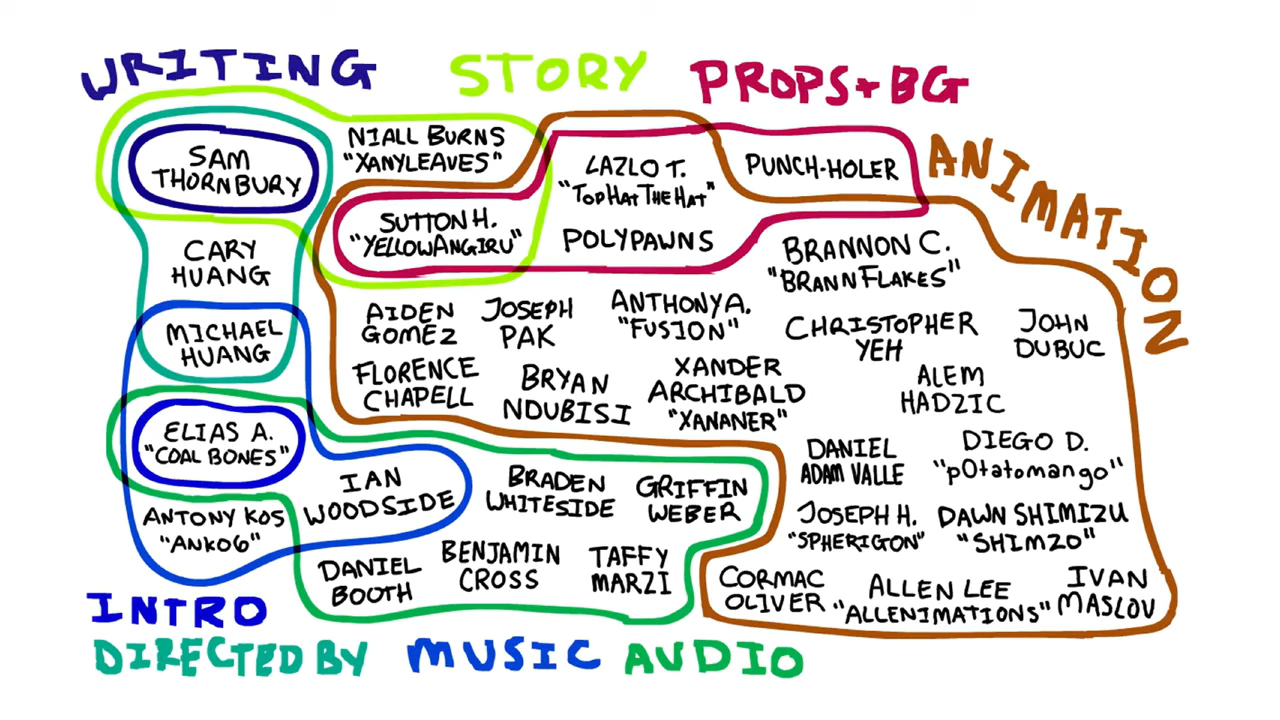 WRITING STORY PROPS+BG
ANIMATION
SAM
THORNBURY
NIALL BURNS
"XANYLEAVES"
LAZLO T.
"TOPHATTHEHAT"
PUNCH-HOLER
SUTTON H.
"YELLOWANGIRU"
POLYPAWNS
CARY
HUANG
BRANNON C.
"BRANNFLAKES"
MICHAEL
HUANG
AIDEN
GOMEZ
JOSEPH
PAK
ANTHONY A.
"FUSION"
CHRISTOPHER
YEH
JOHN
DUBUC
FLORENCE
CHAPELL
BRYAN
NDUBISI
XANDER
ARCHIBALD
"XANANER"
ALEM
HADZIC
ELIAS A.
"COAL BONES"
IAN
WOODSIDE
BRADEN
WHITESIDE
GRIFFIN
WEBER
DANIEL
ADAM VALLE
DIEGO D.
"pOtatomango"
ANTONY KOS
"ANKOG"
JOSEPH H.
"SPHERIGON"
DAWN SHIMIZU
"SHIMZO"
DANIEL
BOOTH
BENJAMIN
CROSS
TAFFY
MARZI
CORMAC
OLIVER
ALLEN LEE
"ALLENIMATIONS"
IVAN
MASLOV
INTRO
DIRECTED BY MUSIC AUDIO